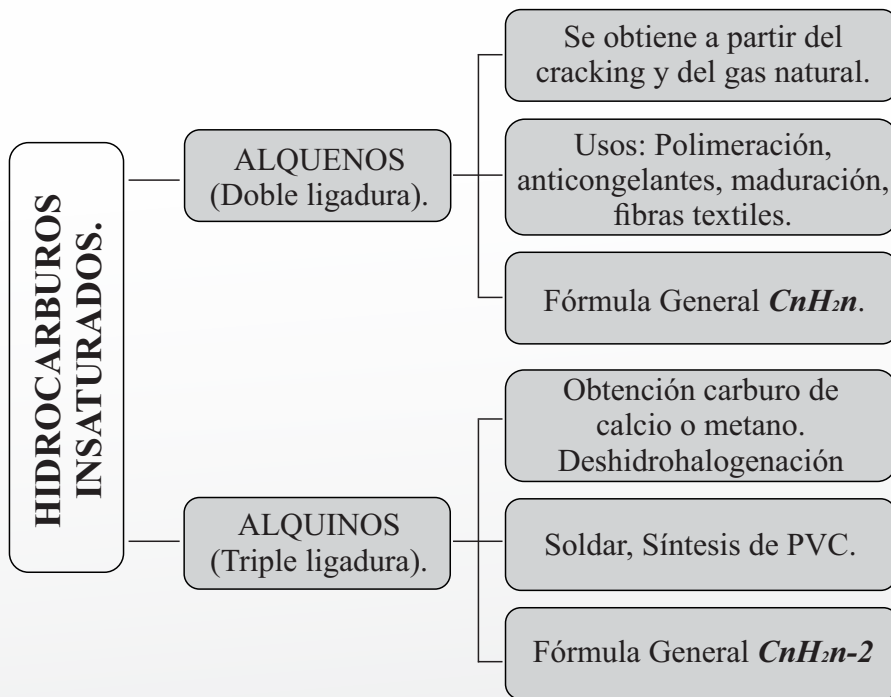 HIDROCARBUROS
INSATURADOS.
ALQUENOS
(Doble ligadura).
Se obtiene a partir del
cracking y del gas natural.
Usos: Polimeración,
anticongelantes, maduración,
fibras textiles.
Fórmula General CnH₂n.
ALQUINOS
(Triple ligadura).
Obtención carburo de
calcio o metano.
Deshidrohalogenación
Soldar, Síntesis de PVC.
Fórmula General CnH₂n-2